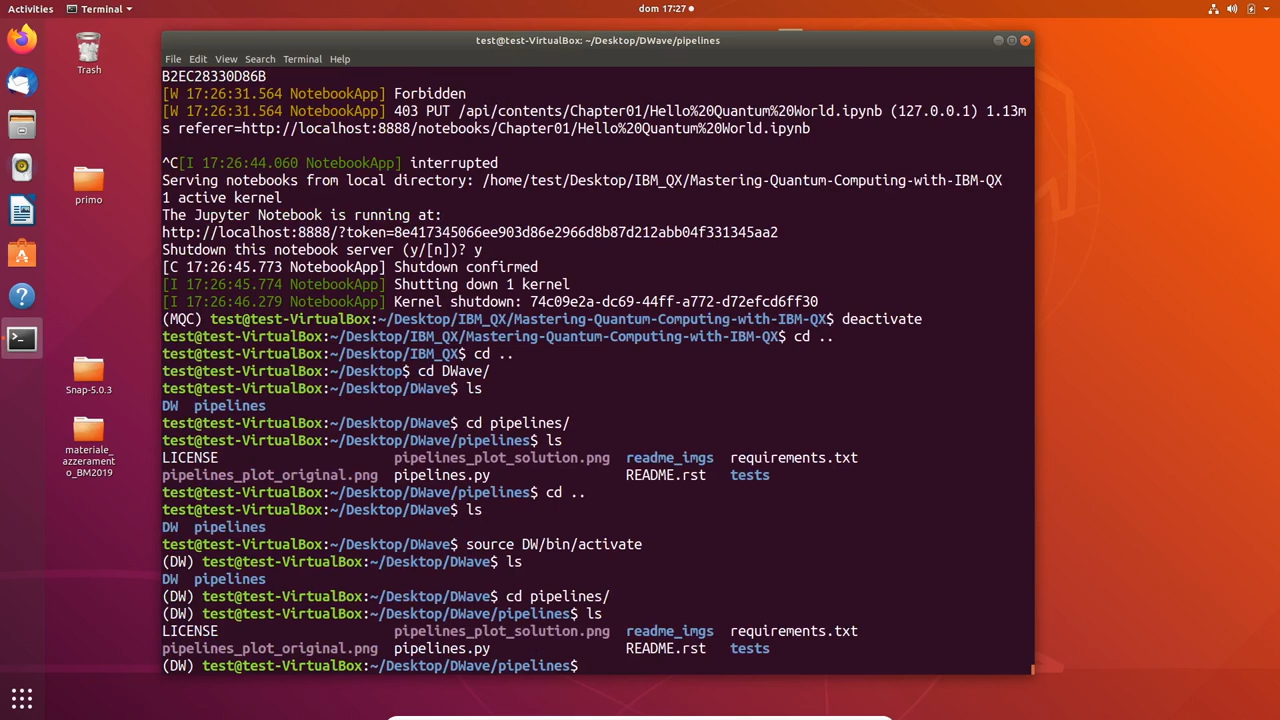 Activities
Terminal
dom 17:27
Trash
primo
Snap-5.0.3
materiale_
azzerament
o_BM2019
test@test-VirtualBox: ~/Desktop/DWave/pipelines
File Edit View Search Terminal Help
B2EC28330D86B
[W 17:26:31.564 NotebookApp] Forbidden
[W 17:26:31.564 NotebookApp] 403 PUT /api/contents/Chapter01/Hello%20Quantum%20World.ipynb (127.0.0.1) 1.13m
s referer=http://localhost:8888/notebooks/Chapter01/Hello%20Quantum%20World.ipynb
^C[I 17:26:44.060 NotebookApp] interrupted
Serving notebooks from local directory: /home/test/Desktop/IBM_QX/Mastering-Quantum-Computing-with-IBM-QX
1 active kernel
The Jupyter Notebook is running at:
http://localhost:8888/?token=8e417345066ee903d86e2966d8b87d212abb04f331345aa2
Shutdown this notebook server (y/[n])? y
[C 17:26:45.773 NotebookApp] Shutdown confirmed
[I 17:26:45.774 NotebookApp] Shutting down 1 kernel
[I 17:26:46.279 NotebookApp] Kernel shutdown: 74c09e2a-dc69-44ff-a772-d72efcd6ff30
(MQC) test@test-VirtualBox:~/Desktop/IBM_QX/Mastering-Quantum-Computing-with-IBM-QX$ deactivate
test@test-VirtualBox:~/Desktop/IBM_QX/Mastering-Quantum-Computing-with-IBM-QX$ cd ..
test@test-VirtualBox:~/Desktop/IBM_QX$ cd ..
test@test-VirtualBox:~/Desktop$ cd DWave/
test@test-VirtualBox:~/Desktop/DWave$ ls
DW pipelines
test@test-VirtualBox:~/Desktop/DWave$ cd pipelines/
test@test-VirtualBox:~/Desktop/DWave/pipelines$ ls
LICENSE pipelines_plot_solution.png readme_imgs requirements.txt
pipelines_plot_original.png pipelines.py README.rst tests
test@test-VirtualBox:~/Desktop/DWave/pipelines$ cd ..
test@test-VirtualBox:~/Desktop/DWave$ ls
DW pipelines
test@test-VirtualBox:~/Desktop/DWave$ source DW/bin/activate
(DW) test@test-VirtualBox:~/Desktop/DWave$ ls
DW pipelines
(DW) test@test-VirtualBox:~/Desktop/DWave$ cd pipelines/
(DW) test@test-VirtualBox:~/Desktop/DWave/pipelines$ ls
LICENSE pipelines_plot_solution.png readme_imgs requirements.txt
pipelines_plot_original.png pipelines.py README.rst tests
(DW) test@test-VirtualBox:~/Desktop/DWave/pipelines$